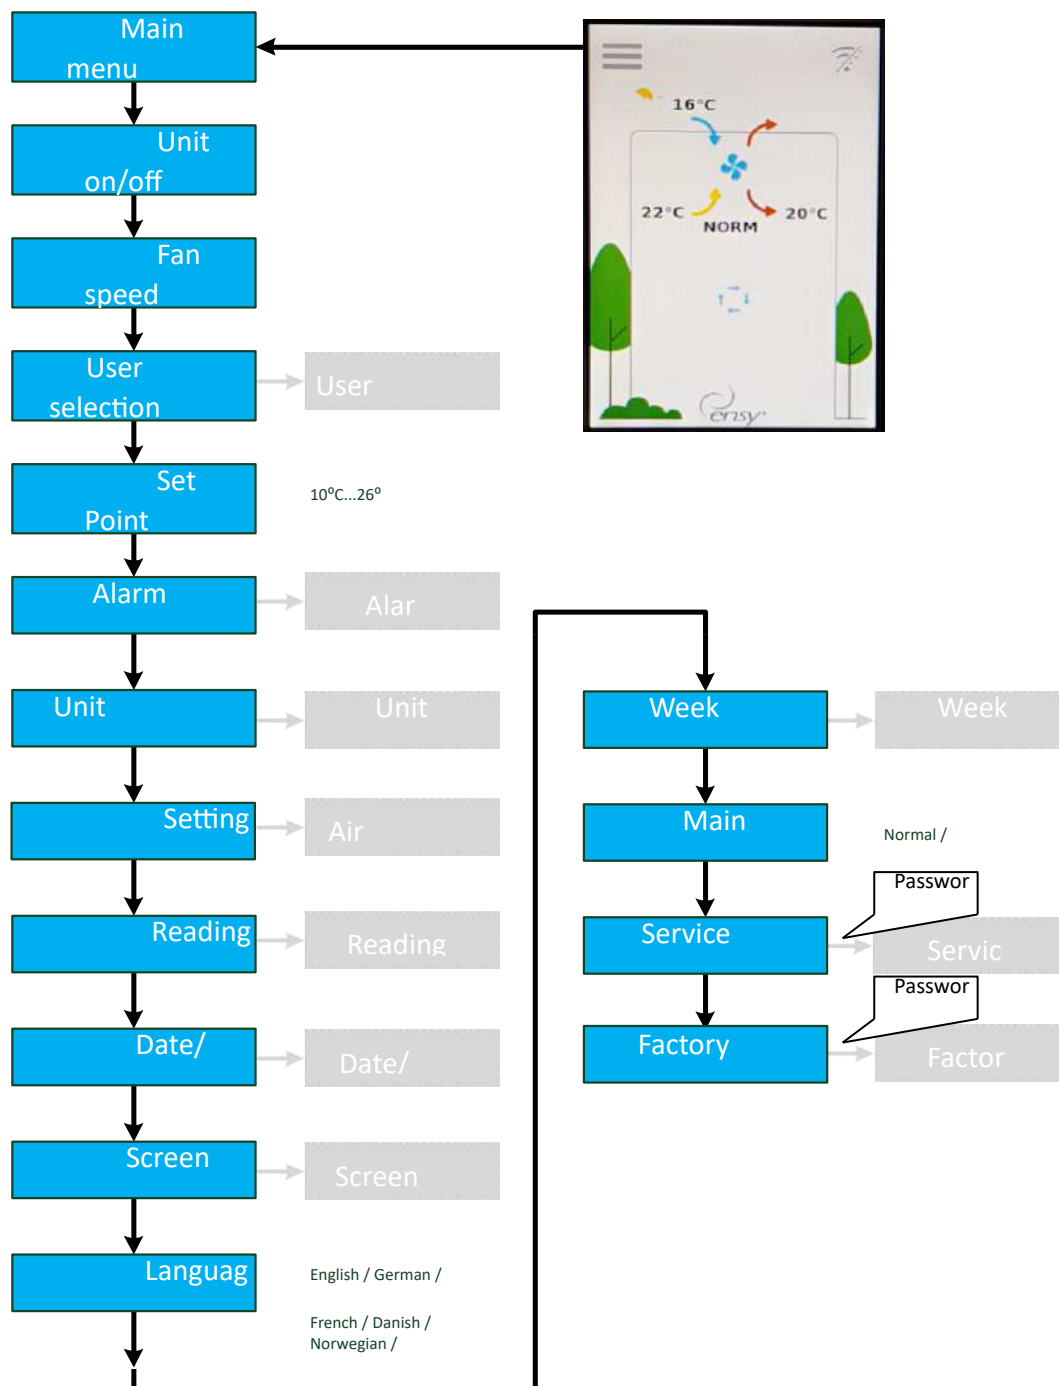 Main
menu
Unit
on/off
Fan
speed
User
selection
User
Set
Point
10°C...26°
Alarm
Alar
Unit
Unit
Setting
Air
Reading
Reading
Date/
Date/
Screen
Screen
Languag
English / German /
French / Danish /
Norwegian /
16°C
22°C
20°C
NORM
ensy
Week
Week
Main
Normal /
Passwor
Service
Servic
Passwor
Factory
Factor